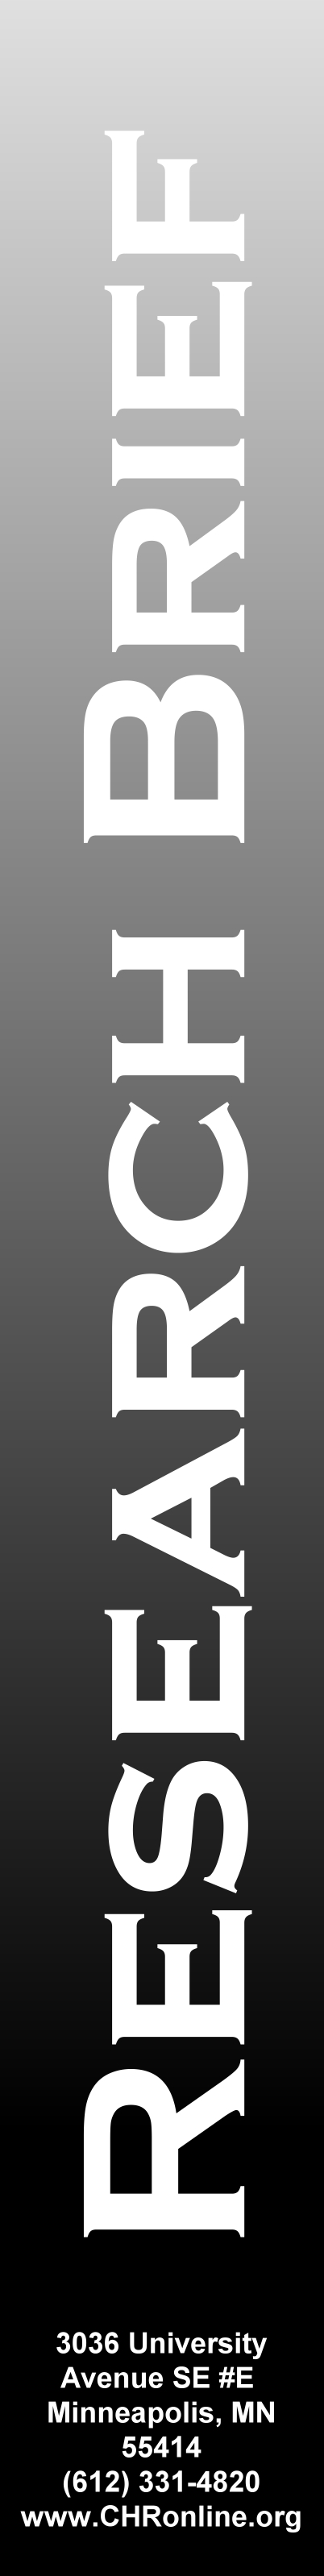 RESEARCH BRIEF
3036 University
Avenue SE #E
Minneapolis, MN
55414
(612) 331-4820
www.CHRonline.org